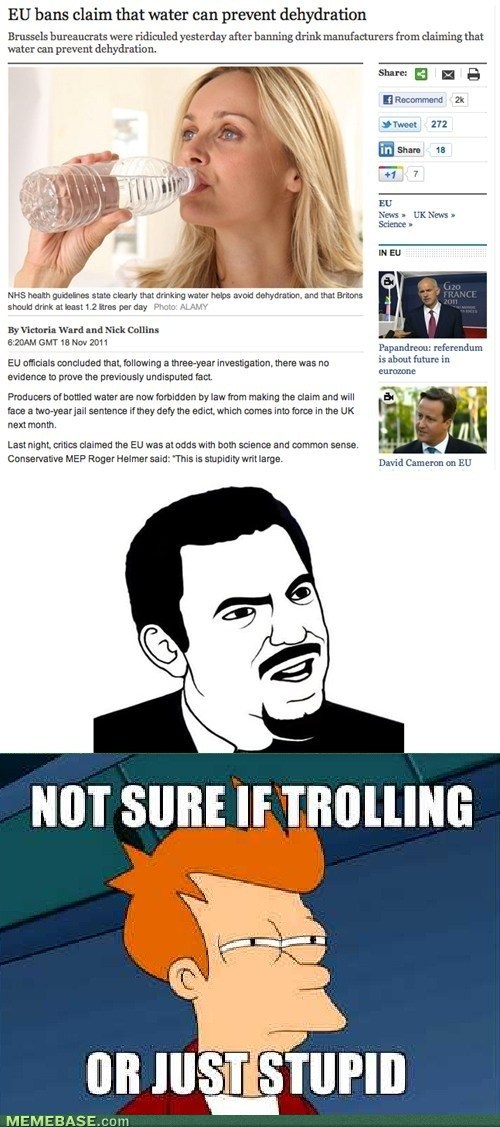 EU bans claim that water can prevent dehydration
Brussels bureaucrats were ridiculed yesterday after banning drink manufacturers from claiming that
water can prevent dehydration.
NHS health guidelines state clearly that drinking water helps avoid dehydration, and that Britons
should drink at least 1.2 litres per day Photo: ALAMY
By Victoria Ward and Nick Collins
6:20AM GMT 18 Nov 2011
EU officials concluded that, following a three-year investigation, there was no
evidence to prove the previously undisputed fact.
Producers of bottled water are now forbidden by law from making the claim and will
face a two-year jail sentence if they defy the edict, which comes into force in the UK
next month.
Last night, critics claimed the EU was at odds with both science and common sense.
Conservative MEP Roger Helmer said: "This is stupidity writ large.
Share:
Recommend 2k
Tweet 272
in Share 18
+1 7
EU
News » UK News »
Science »
IN EU
G20
FRANCE
2011
Papandreou: referendum
is about future in
eurozone
David Cameron on EU
NOT SURE IF TROLLING
OR JUST STUPID
MEMEBASE.com